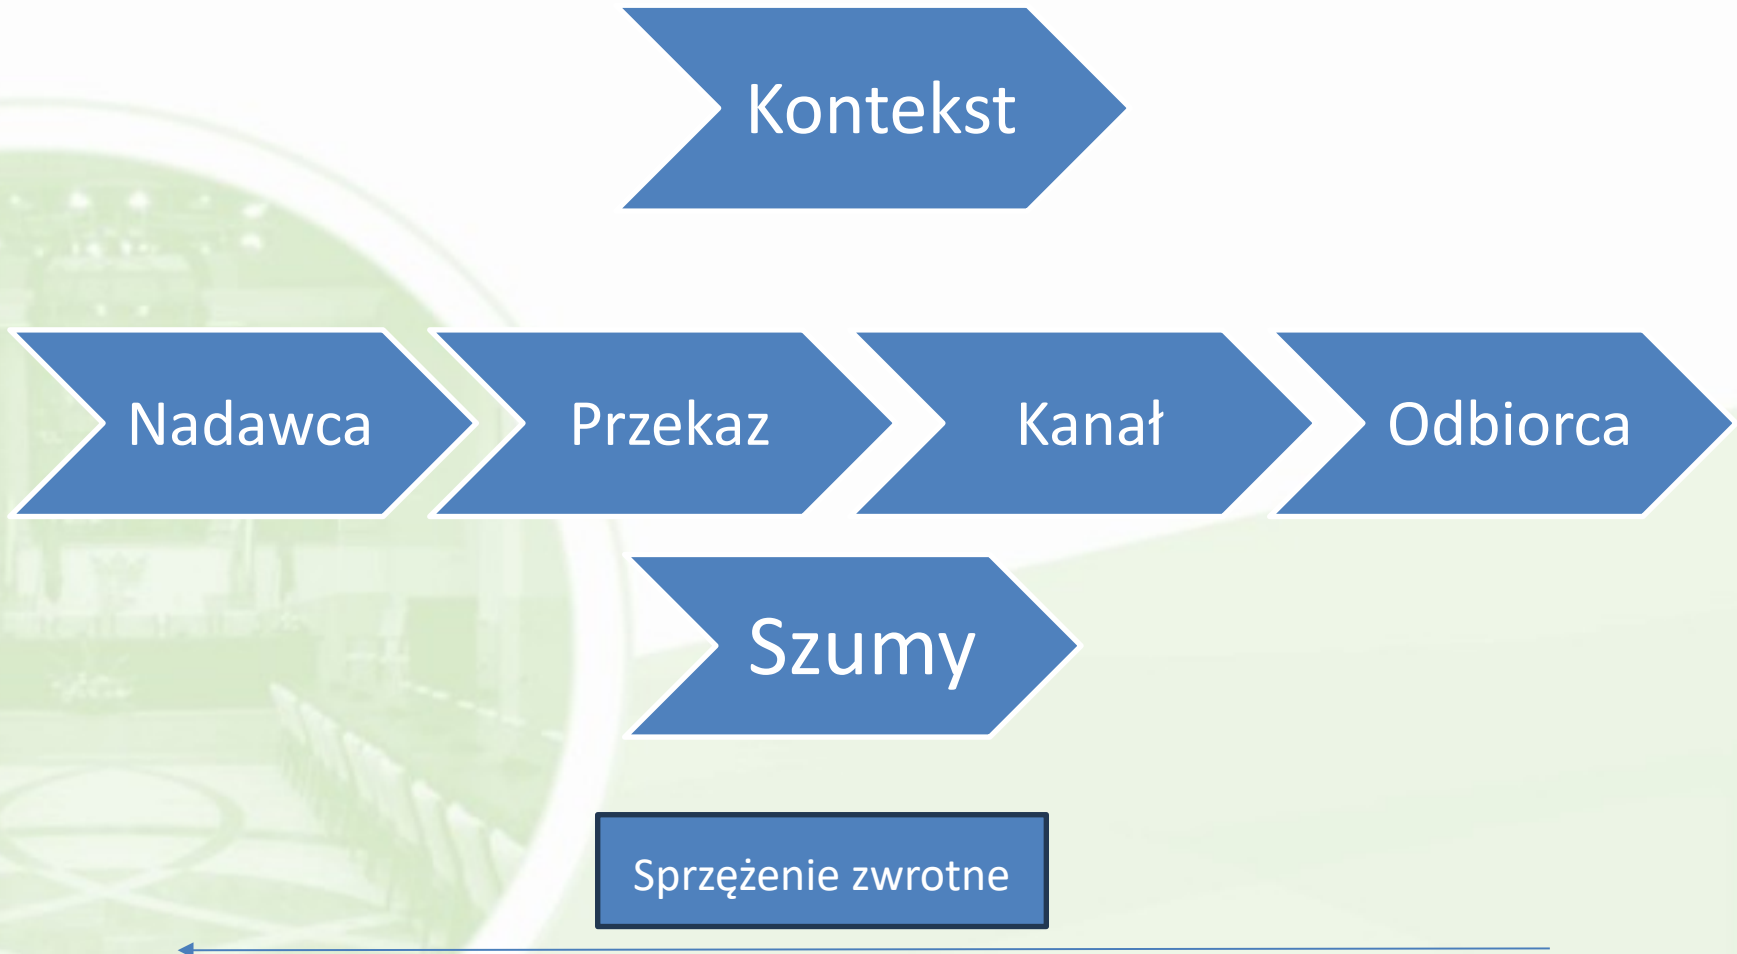 Kontekst
Nadawca
Przekaz
Kanał
Odbiorca
Szumy
Sprzężenie zwrotne